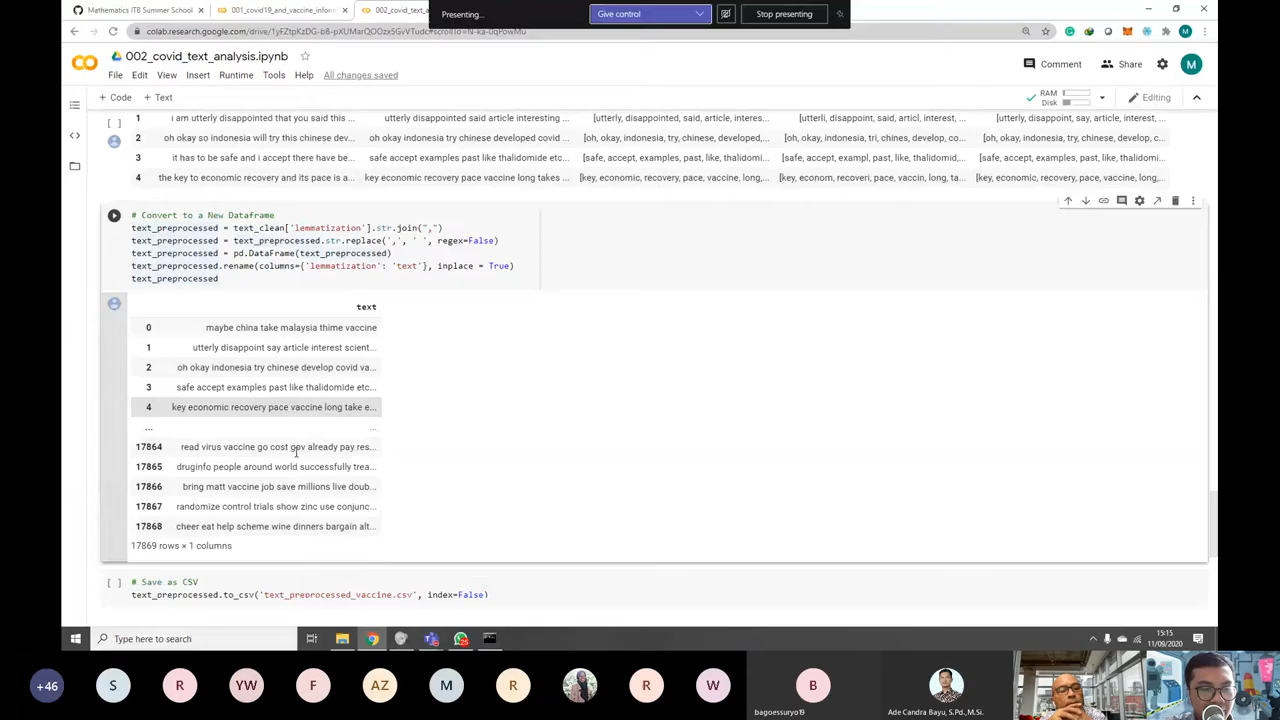 Presenting...
Give control
Stop presenting
Mathematics ITB Summer School
001_covid19_and_vaccine_inform
002_covid_text_
002_covid_text_analysis.ipynb
File Edit View Insert Runtime Tools Help All changes saved
Comment Share M
+ Code + Text
RAM
Disk
Editing
[ ] 1 i am utterly disappointed that you said this ... utterly disappointed said article interesting ... [utterly, disappointed, said, article, interes... [utterli, disappoint, said, articl, interest, ... [utterly, disappoint, say, article, interest, ...
2 oh okay so indonesia will try this chinese dev... oh okay indonesia try chinese developed covid ... [oh, okay, indonesia, try, chinese, developed,... [oh, okay, indonesia, tri, chines, develop, co... [oh, okay, indonesia, try, chinese, develop, c...
3 it has to be safe and i accept there have be... safe accept examples past like thalidomide etc... [safe, accept, examples, past, like, thalidomi... [safe, accept, exampl, past, like, thalidomid,... [safe, accept, examples, past, like, thalidomi...
4 the key to economic recovery and its pace is a... key economic recovery pace vaccine long takes ... [key, economic, recovery, pace, vaccine, long,... [key, econom, recoveri, pace, vaccin, long, ta... [key, economic, recovery, pace, vaccine, long,...
# Convert to a New Dataframe
text_preprocessed = text_clean['lemmatization'].str.join(",")
text_preprocessed = text_preprocessed.str.replace(',', ' ', regex=False)
text_preprocessed = pd.DataFrame(text_preprocessed)
text_preprocessed.rename(columns={'lemmatization': 'text'}, inplace = True)
text_preprocessed
text
0 maybe china take malaysia thime vaccine
1 utterly disappoint say article interest scient...
2 oh okay indonesia try chinese develop covid va...
3 safe accept examples past like thalidomide etc...
4 key economic recovery pace vaccine long take e...
... ...
17864 read virus vaccine go cost gov already pay res...
17865 druginfo people around world successfully trea...
17866 bring matt vaccine job save millions live doub...
17867 randomize control trials show zinc use conjunc...
17868 cheer eat help scheme wine dinners bargain alt...
17869 rows × 1 columns
[ ] # Save as CSV
text_preprocessed.to_csv('text_preprocessed_vaccine.csv', index=False)
Type here to search
25
15:15
11/09/2020
+46 S R YW F AZ M R R W B
bagoessuryo19
Ade Candra Bayu, S.Pd.,M.Si.